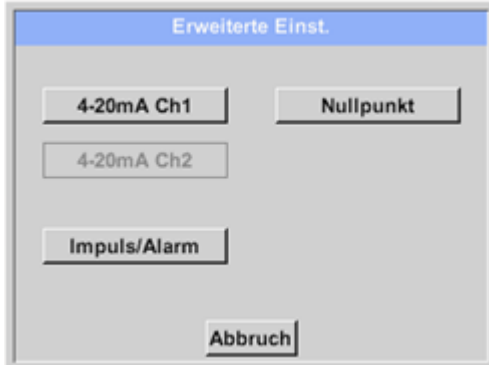 Erweiterte Einst.
4-20mA Ch1
Nullpunkt
4-20mA Ch2
Impuls/Alarm
Abbruch